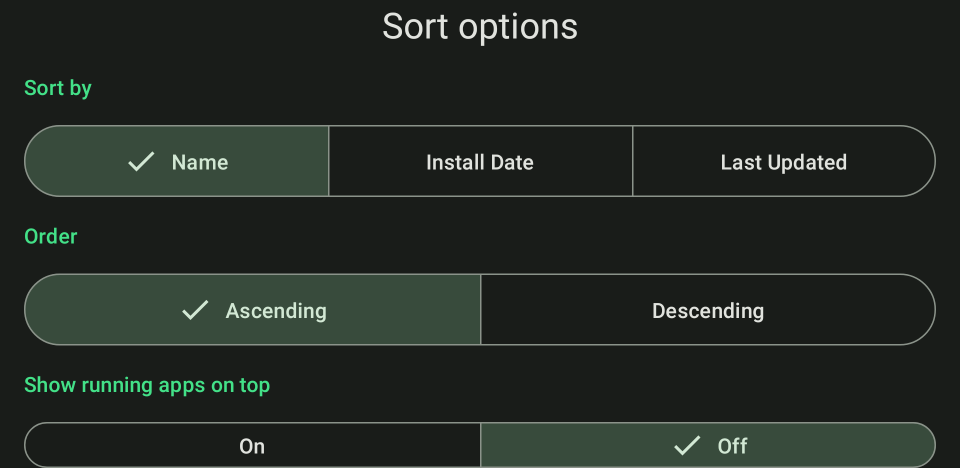 Sort options
Sort by
Name Install Date Last Updated
Order
Ascending Descending
Show running apps on top
On Off